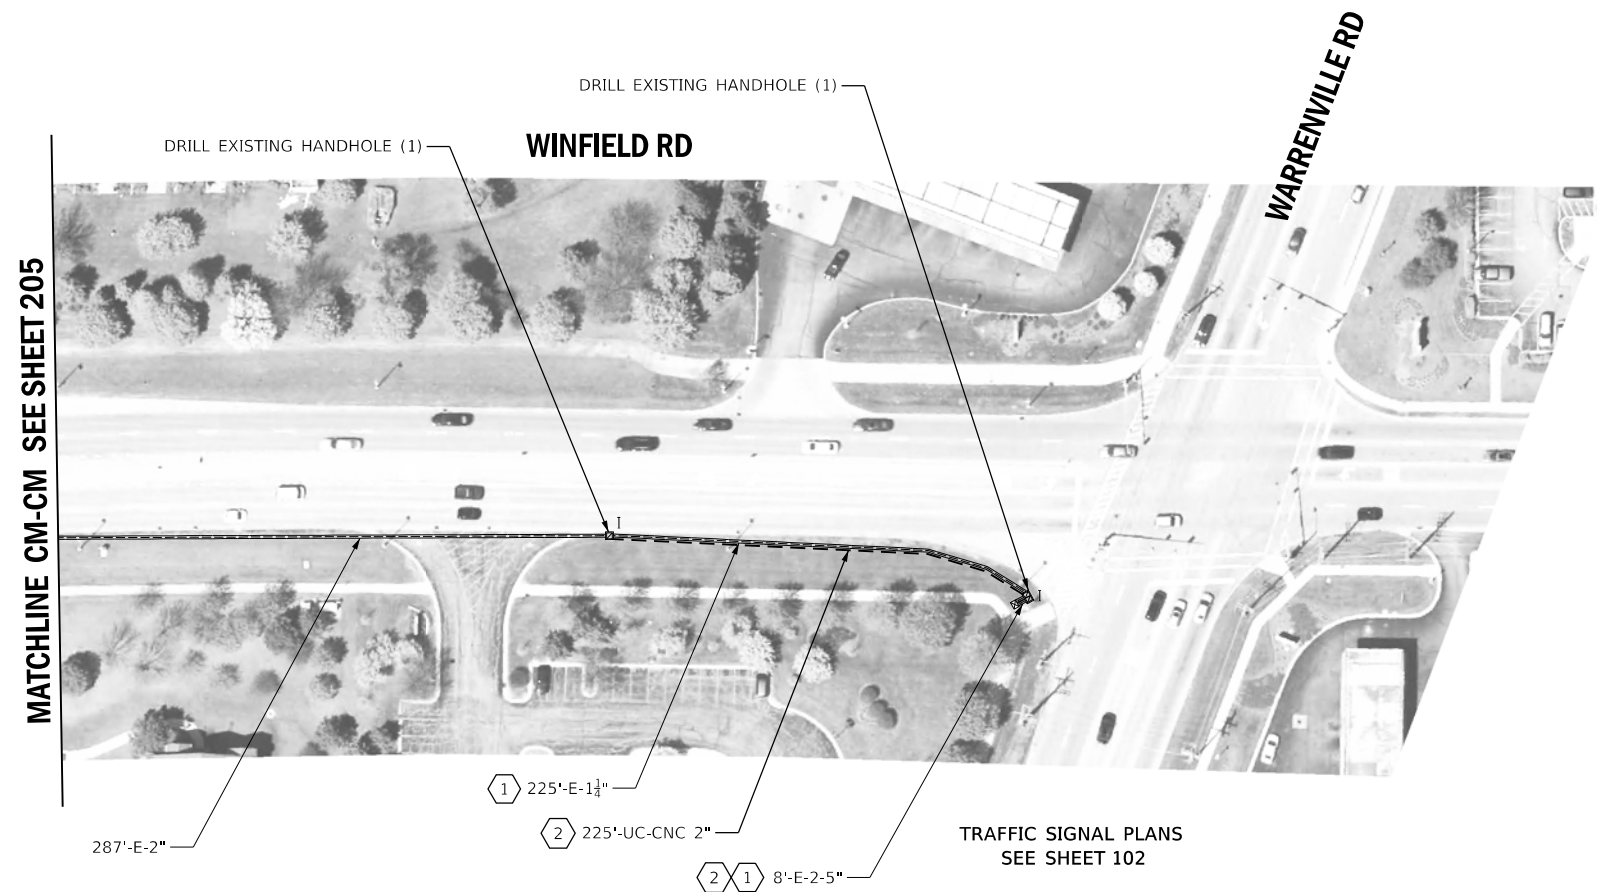 DRILL EXISTING HANDHOLE (1)
DRILL EXISTING HANDHOLE (1)
WINFIELD RD
WARRENVILLE RD
MATCHLINE CM-CM SEE SHEET 205
I
I
1 225'-E-1¼"
2 225'-UC-CNC 2"
287'-E-2"
2 1 8'-E-2-5"
TRAFFIC SIGNAL PLANS
SEE SHEET 102